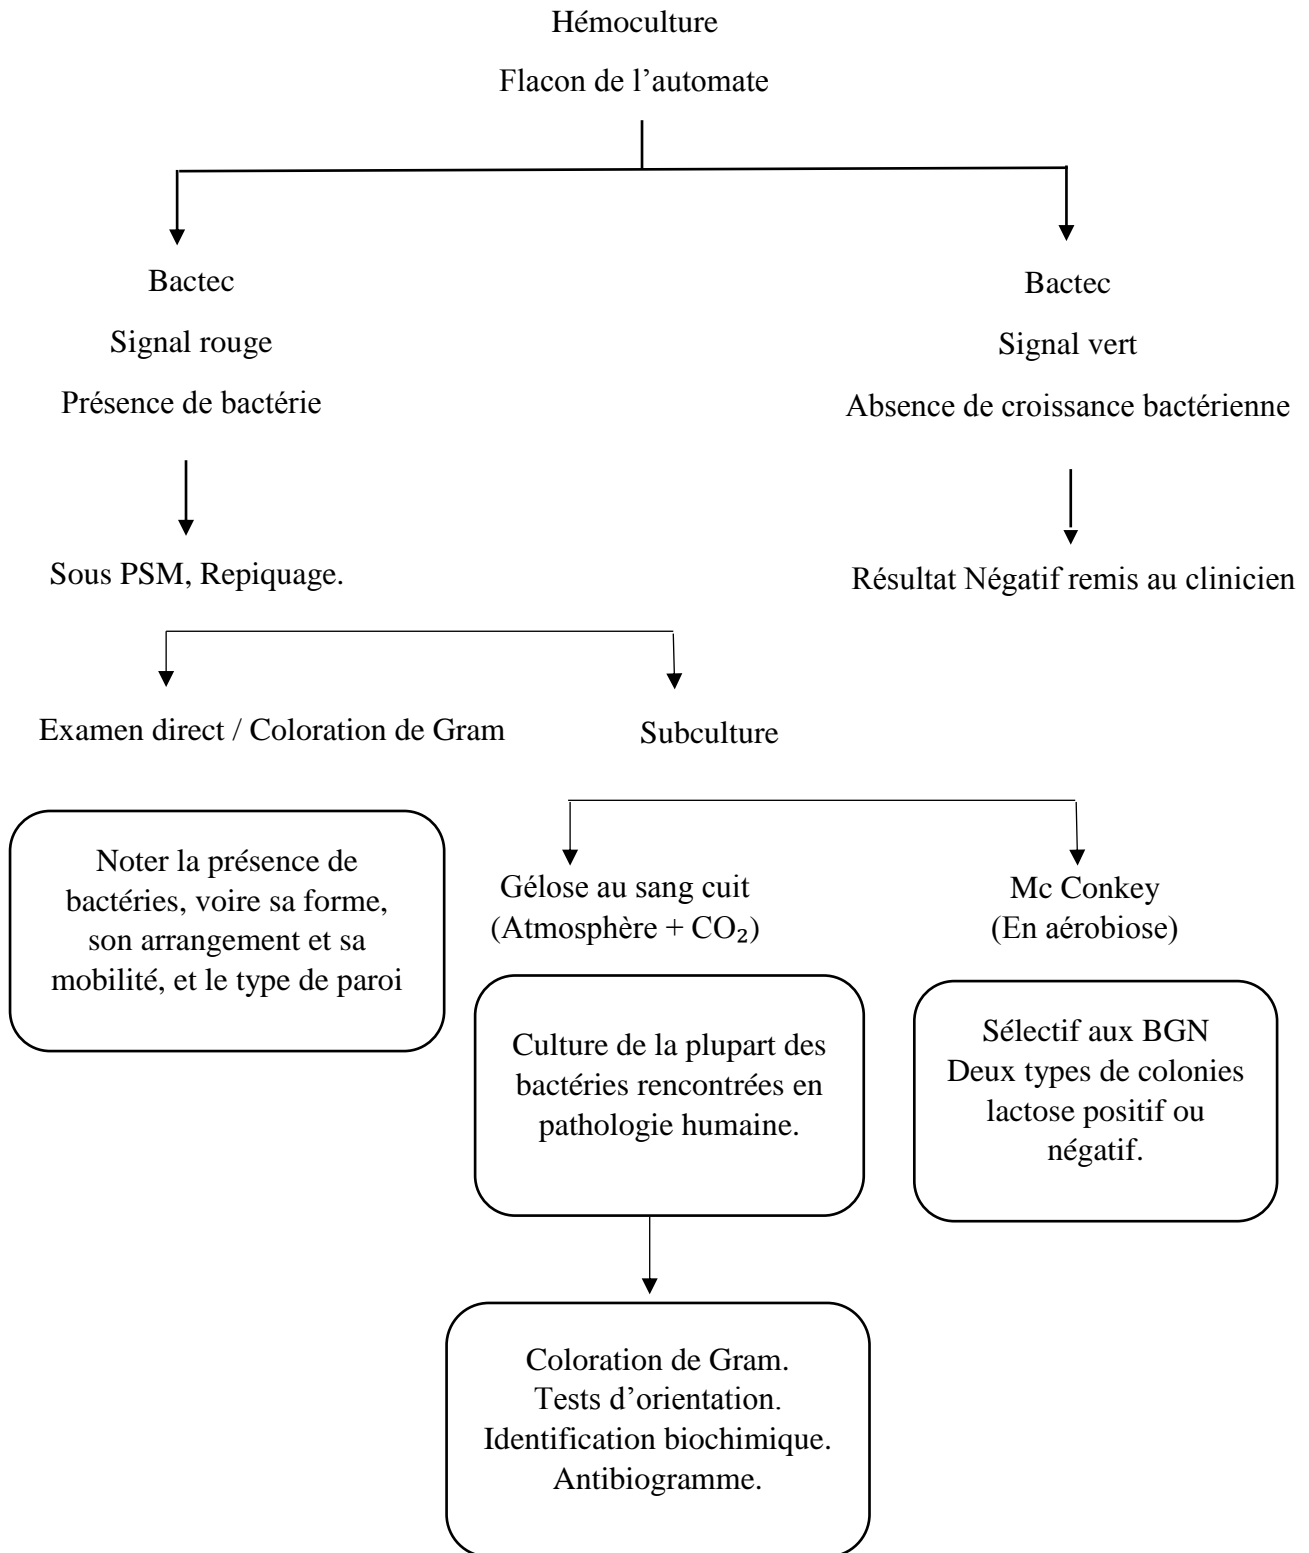 Hémoculture
Flacon de l’automate
Bactec
Signal rouge
Présence de bactérie
Bactec
Signal vert
Absence de croissance bactérienne
Sous PSM, Repiquage.
Résultat Négatif remis au clinicien
Examen direct / Coloration de Gram
Subculture
Noter la présence de
bactéries, voire sa forme,
son arrangement et sa
mobilité, et le type de paroi
Gélose au sang cuit
(Atmosphère + CO₂)
Mc Conkey
(En aérobiose)
Culture de la plupart des
bactéries rencontrées en
pathologie humaine.
Sélectif aux BGN
Deux types de colonies
lactose positif ou
négatif.
Coloration de Gram.
Tests d’orientation.
Identification biochimique.
Antibiogramme.